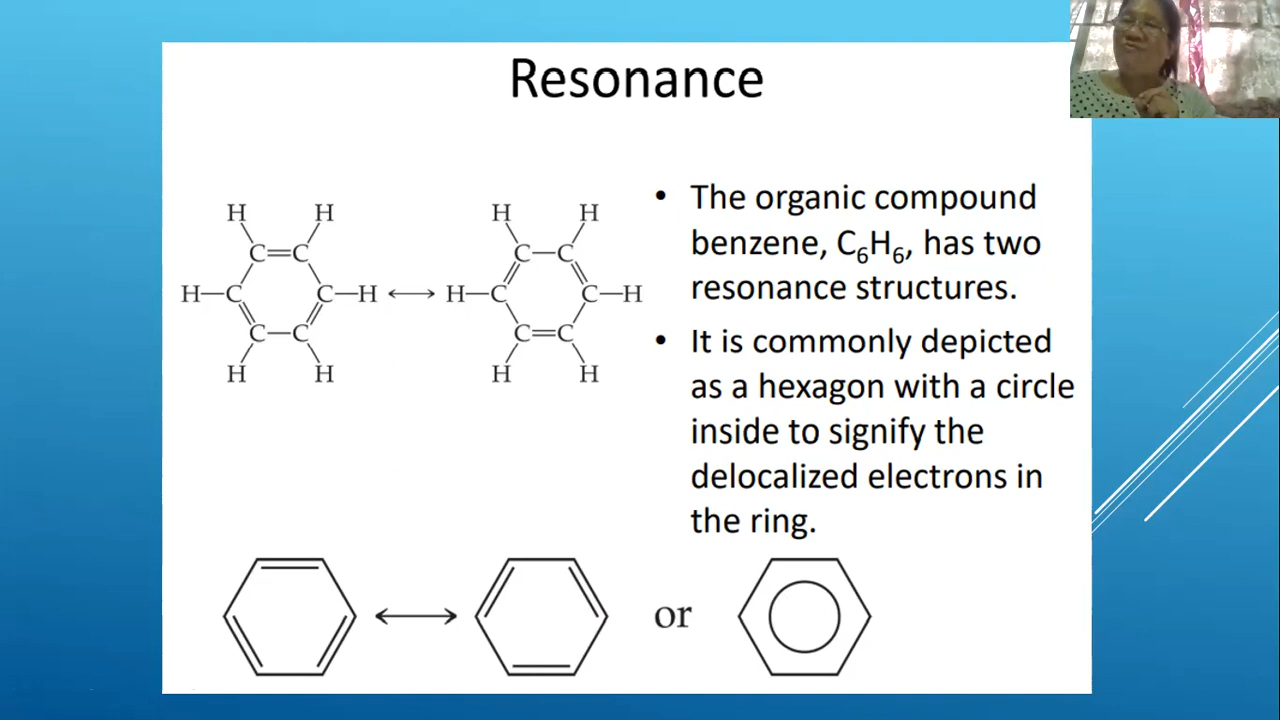 Resonance
H H H H
C=C C—C
H—C C—H ⟷ H—C C—H
C—C C=C
H H H H
• The organic compound
benzene, C₆H₆, has two
resonance structures.
• It is commonly depicted
as a hexagon with a circle
inside to signify the
delocalized electrons in
the ring.
or